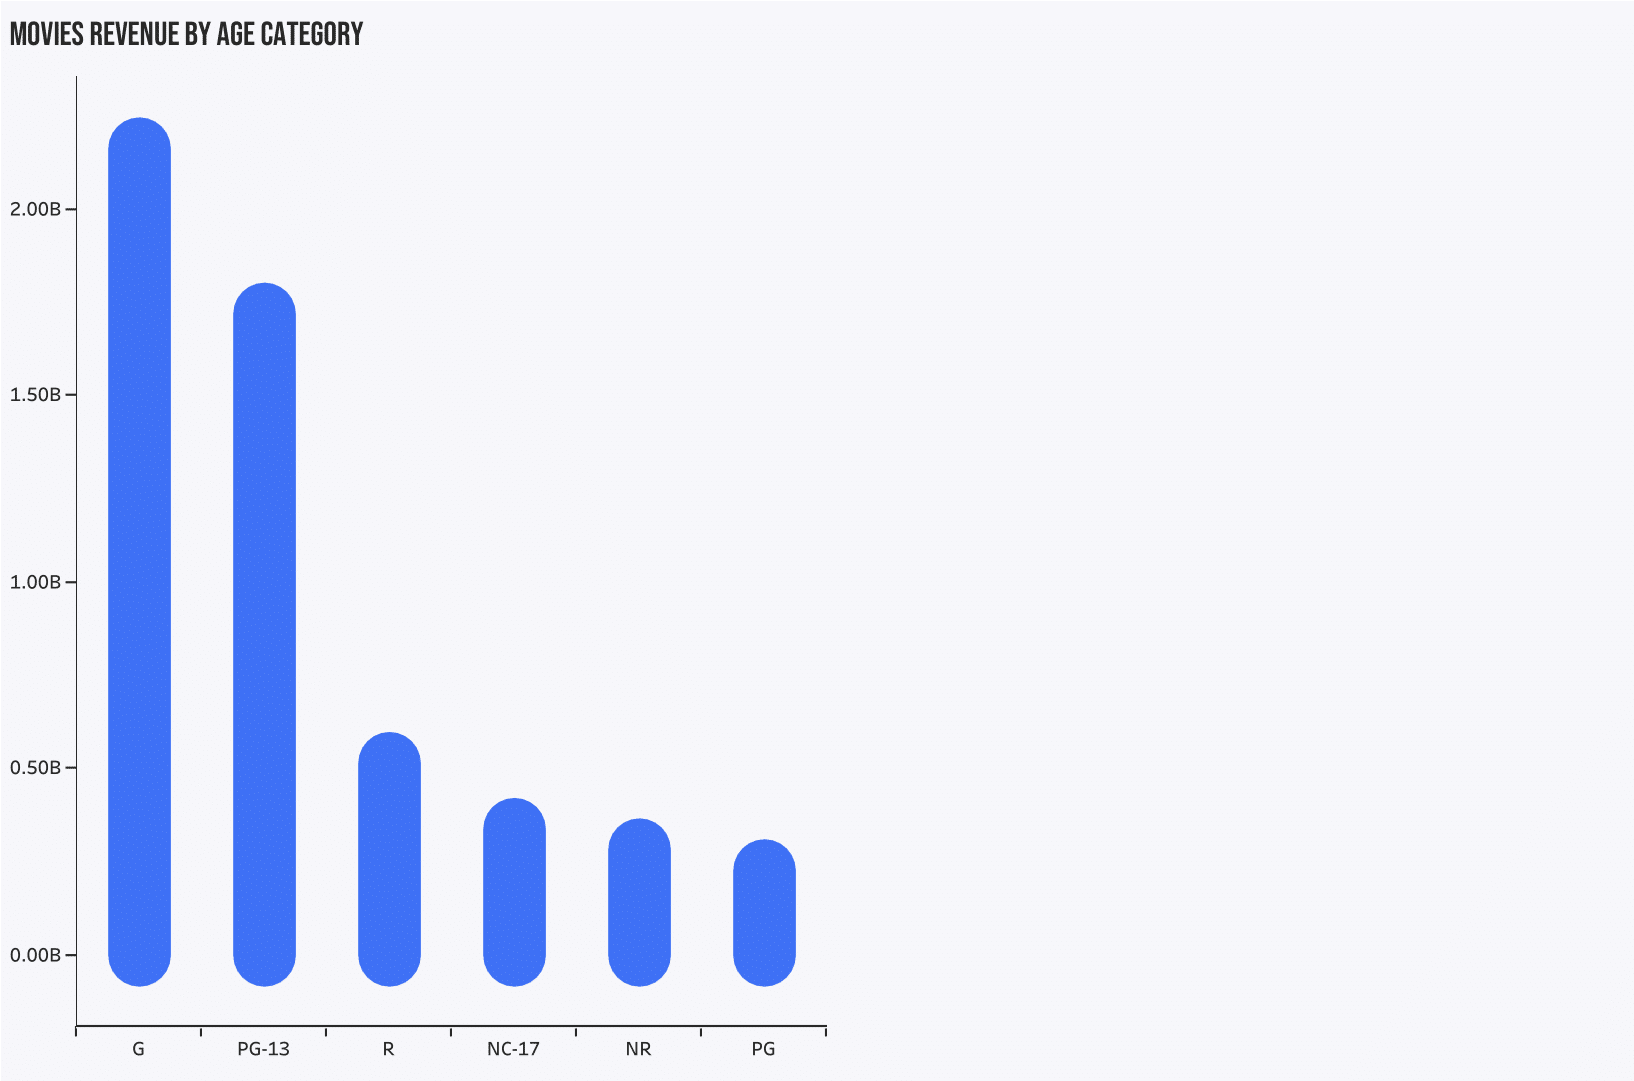 MOVIES REVENUE BY AGE CATEGORY
2.00B
1.50B
1.00B
0.50B
0.00B
G PG-13 R NC-17 NR PG